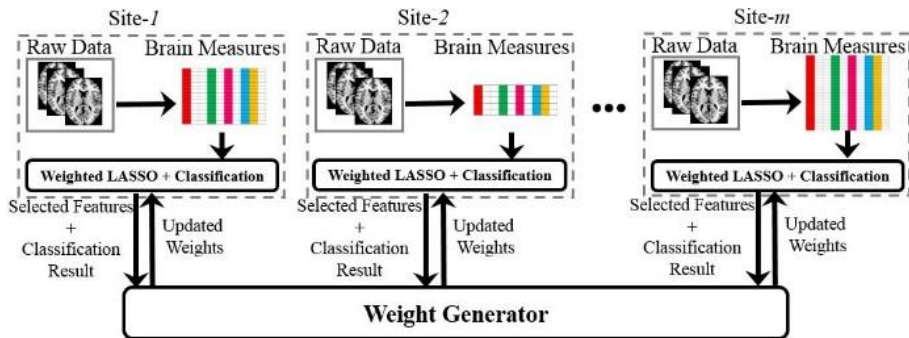 Site-1
Raw Data Brain Measures
Weighted LASSO + Classification
Selected Features
+
Classification
Result
Updated
Weights
Site-2
Raw Data Brain Measures
Weighted LASSO + Classification
Selected Features
+
Classification
Result
Updated
Weights
Site-m
Raw Data Brain Measures
Weighted LASSO + Classification
Selected Features
+
Classification
Result
Updated
Weights
Weight Generator